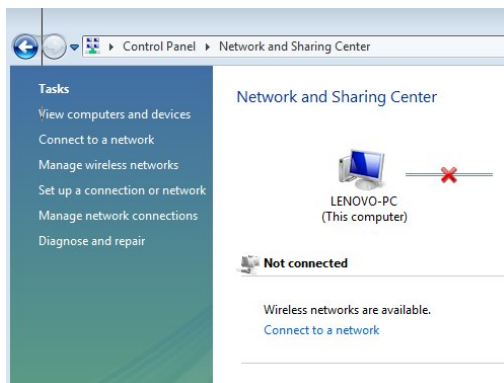 Control Panel ▸ Network and Sharing Center
Tasks
View computers and devices
Connect to a network
Manage wireless networks
Set up a connection or network
Manage network connections
Diagnose and repair
Network and Sharing Center
LENOVO-PC
(This computer)
Not connected
Wireless networks are available.
Connect to a network